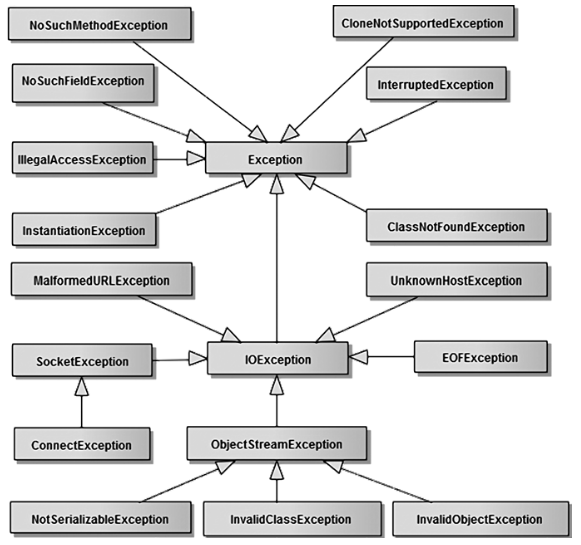 NoSuchMethodException
CloneNotSupportedException
NoSuchFieldException
InterruptedException
IllegalAccessException
Exception
InstantiationException
ClassNotFoundException
MalformedURLException
UnknownHostException
SocketException
IOException
EOFException
ConnectException
ObjectStreamException
NotSerializableException
InvalidClassException
InvalidObjectException